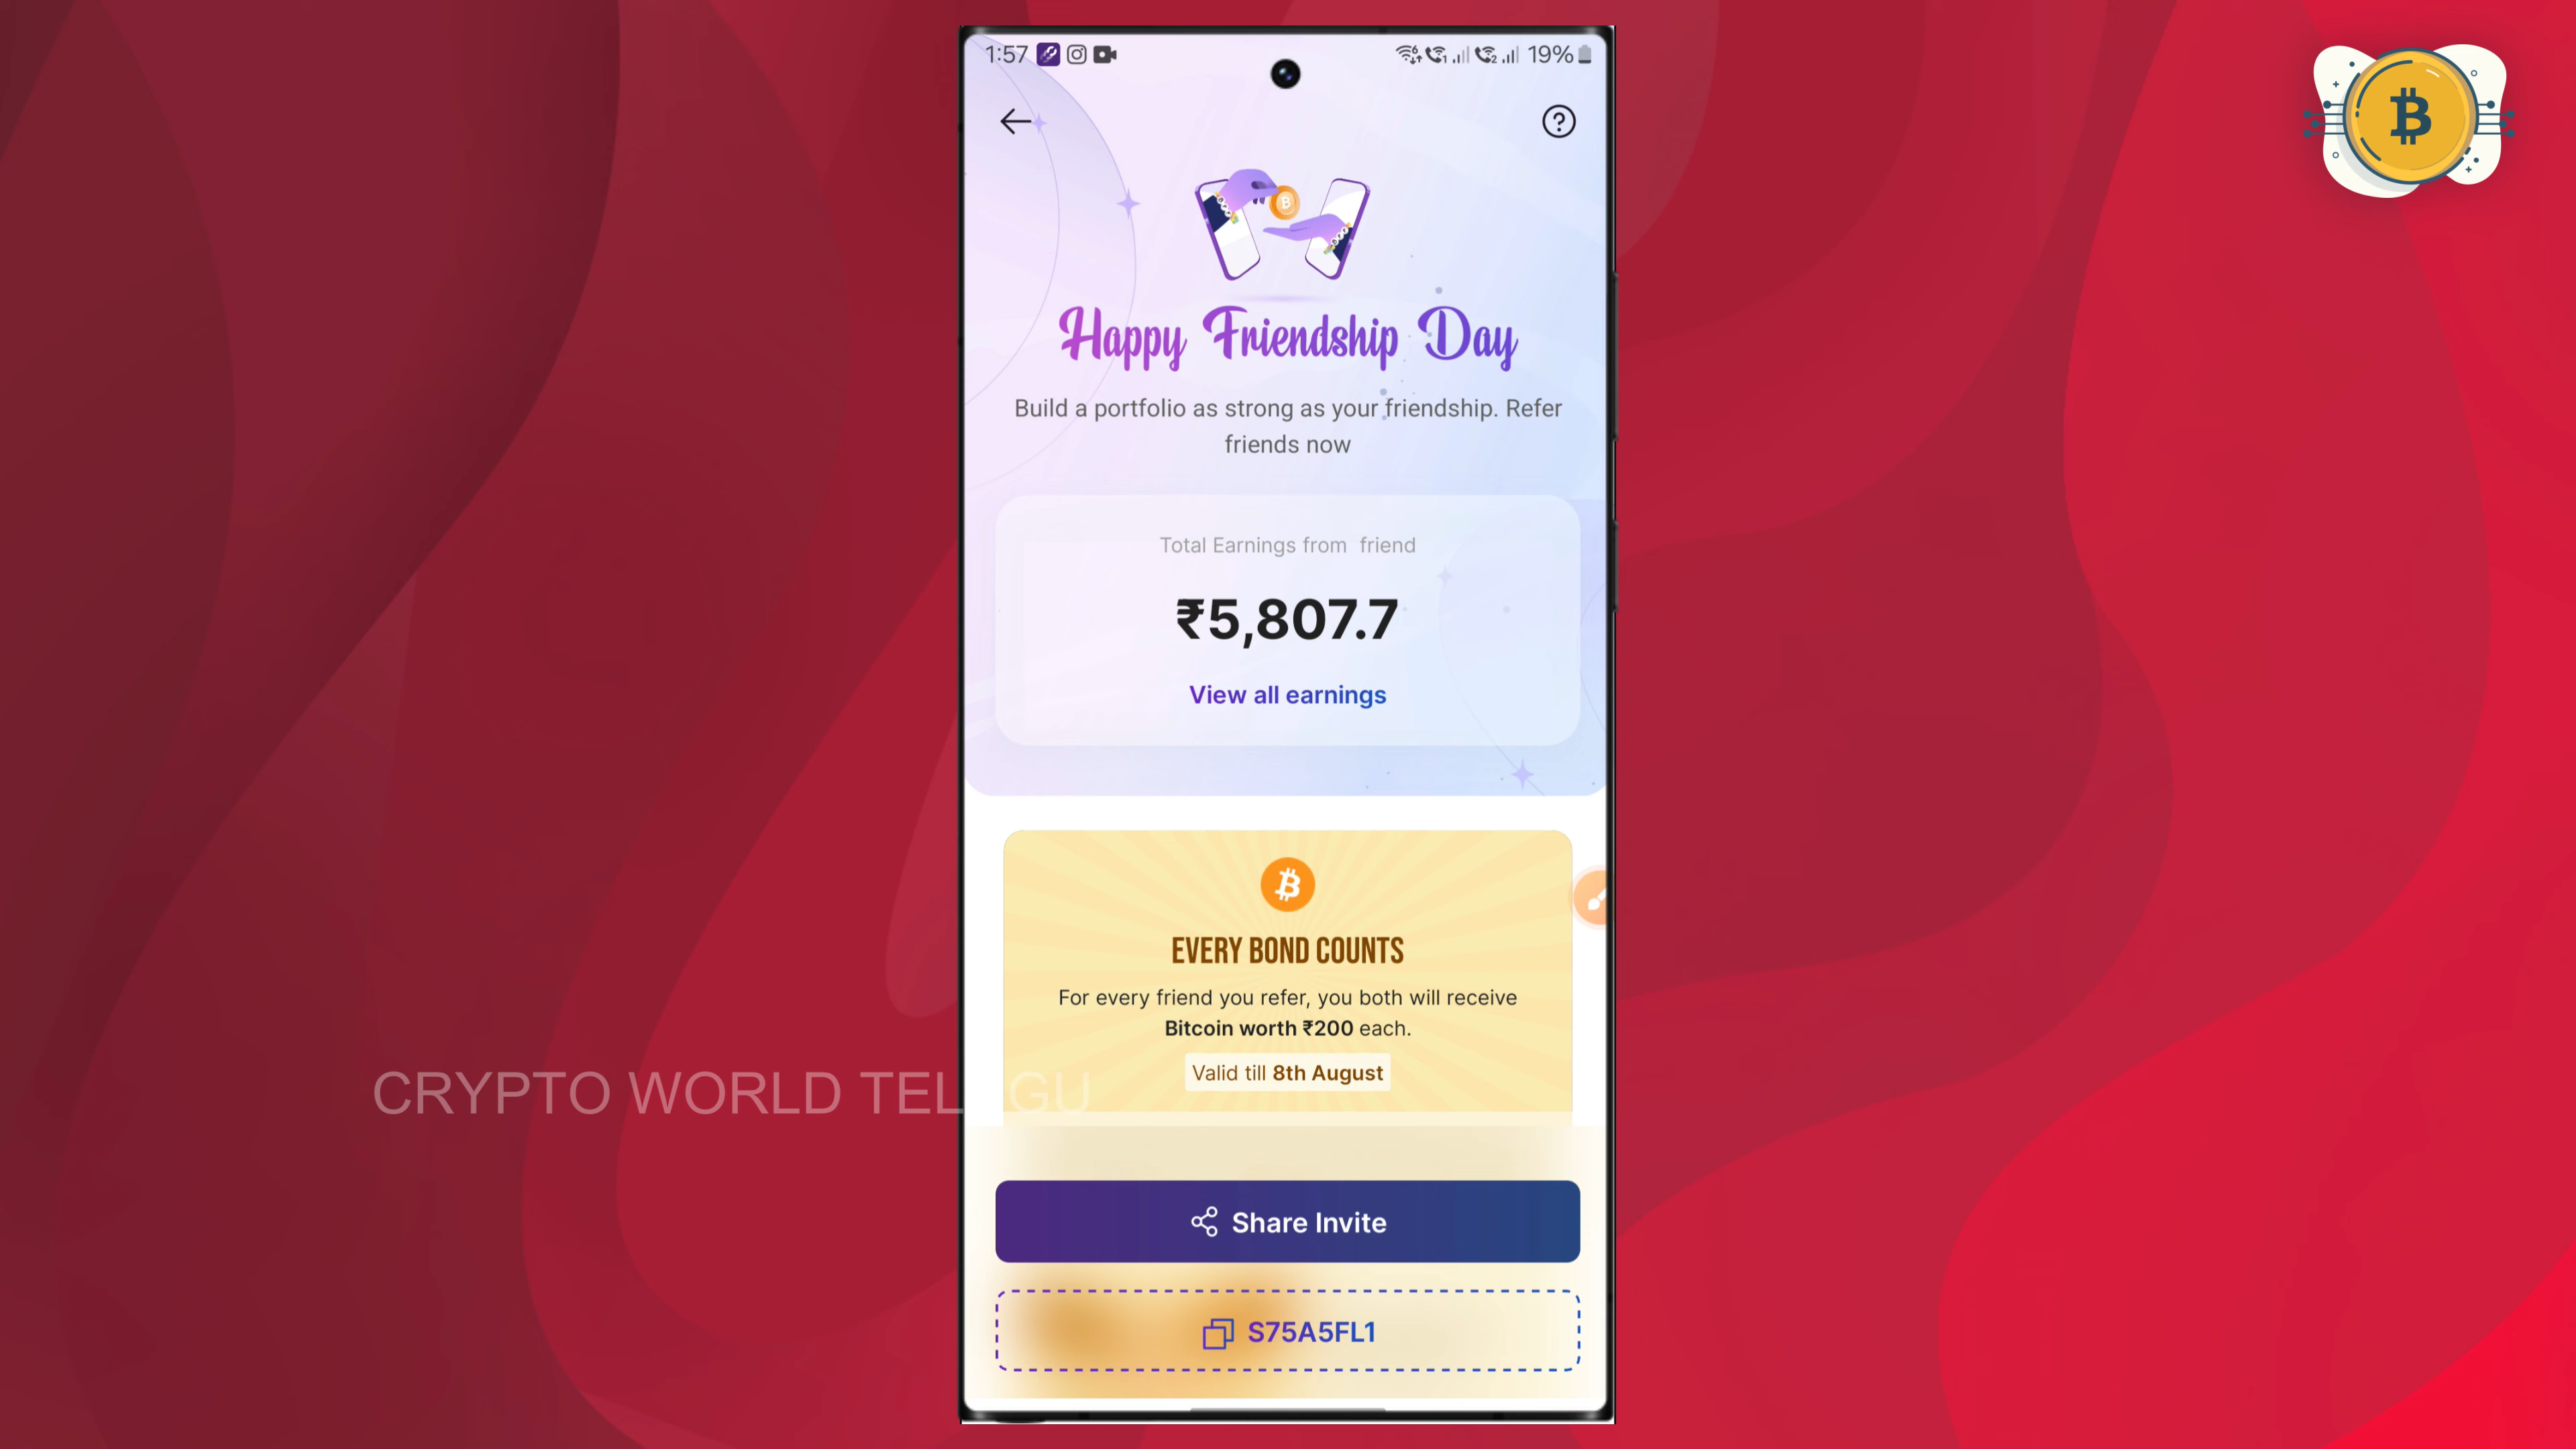 1:57
19%
Happy Friendship Day
Build a portfolio as strong as your friendship. Refer
friends now
Total Earnings from friend
₹5,807.7
View all earnings
EVERY BOND COUNTS
For every friend you refer, you both will receive
Bitcoin worth ₹200 each.
Valid till 8th August
CRYPTO WORLD TELUGU
Share Invite
S75A5FL1